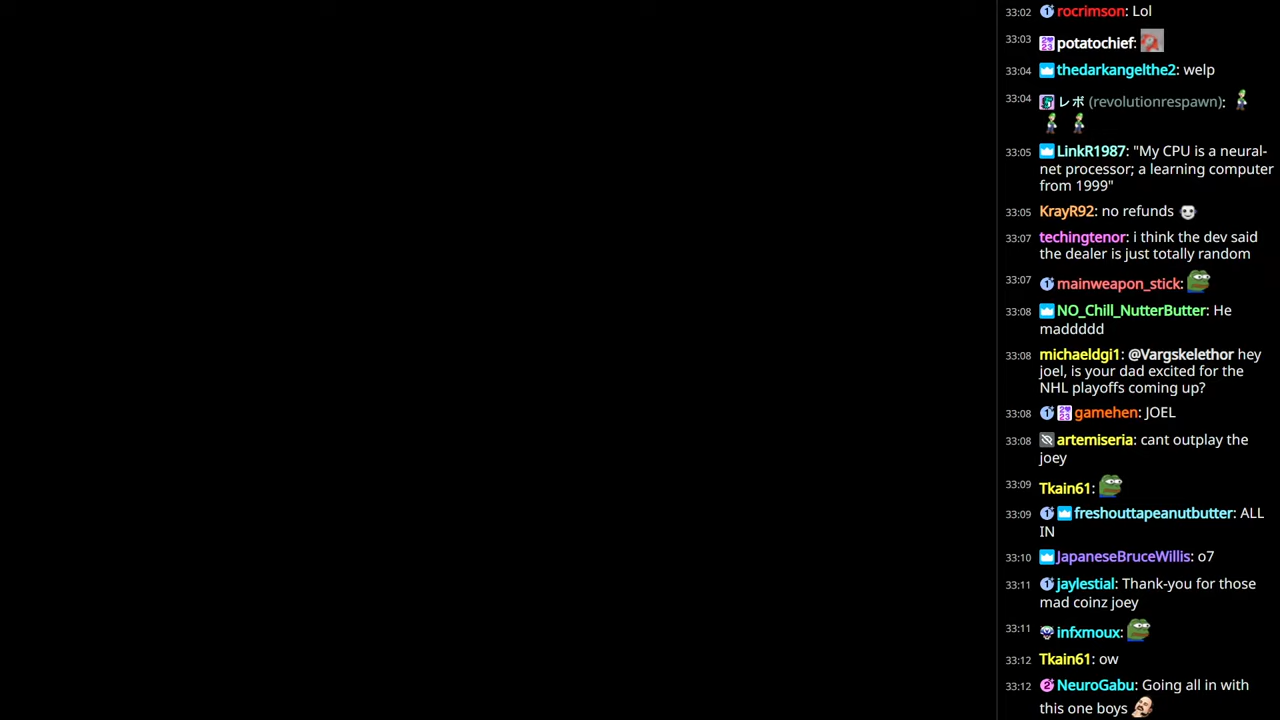 33:02 rocrimson: Lol
33:03 potatochief:
33:04 thedarkangelthe2: welp
33:04 レボ (revolutionrespawn):
33:05 LinkR1987: "My CPU is a neural-
net processor; a learning computer
from 1999"
33:05 KrayR92: no refunds
33:07 techingtenor: i think the dev said
the dealer is just totally random
33:07 mainweapon_stick:
33:08 NO_Chill_NutterButter: He
maddddd
33:08 michaeldgi1: @Vargskelethor hey
joel, is your dad excited for the
NHL playoffs coming up?
33:08 gamehen: JOEL
33:08 artemiseria: cant outplay the
joey
33:09 Tkain61:
33:09 freshouttapeanutbutter: ALL
IN
33:10 JapaneseBruceWillis: o7
33:11 jaylestial: Thank-you for those
mad coinz joey
33:11 infxmoux:
33:12 Tkain61: ow
33:12 NeuroGabu: Going all in with
this one boys